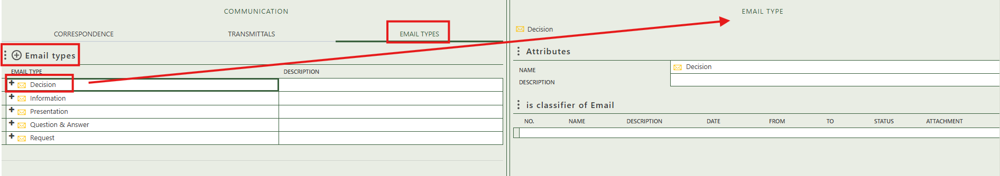 COMMUNICATION
CORRESPONDENCE TRANSMITTALS EMAIL TYPES
Email types
EMAIL TYPE DESCRIPTION
Decision
Information
Presentation
Question & Answer
Request
EMAIL TYPE
Decision
Attributes
NAME Decision
DESCRIPTION
is classifier of Email
NO. NAME DESCRIPTION DATE FROM TO STATUS ATTACHMENT